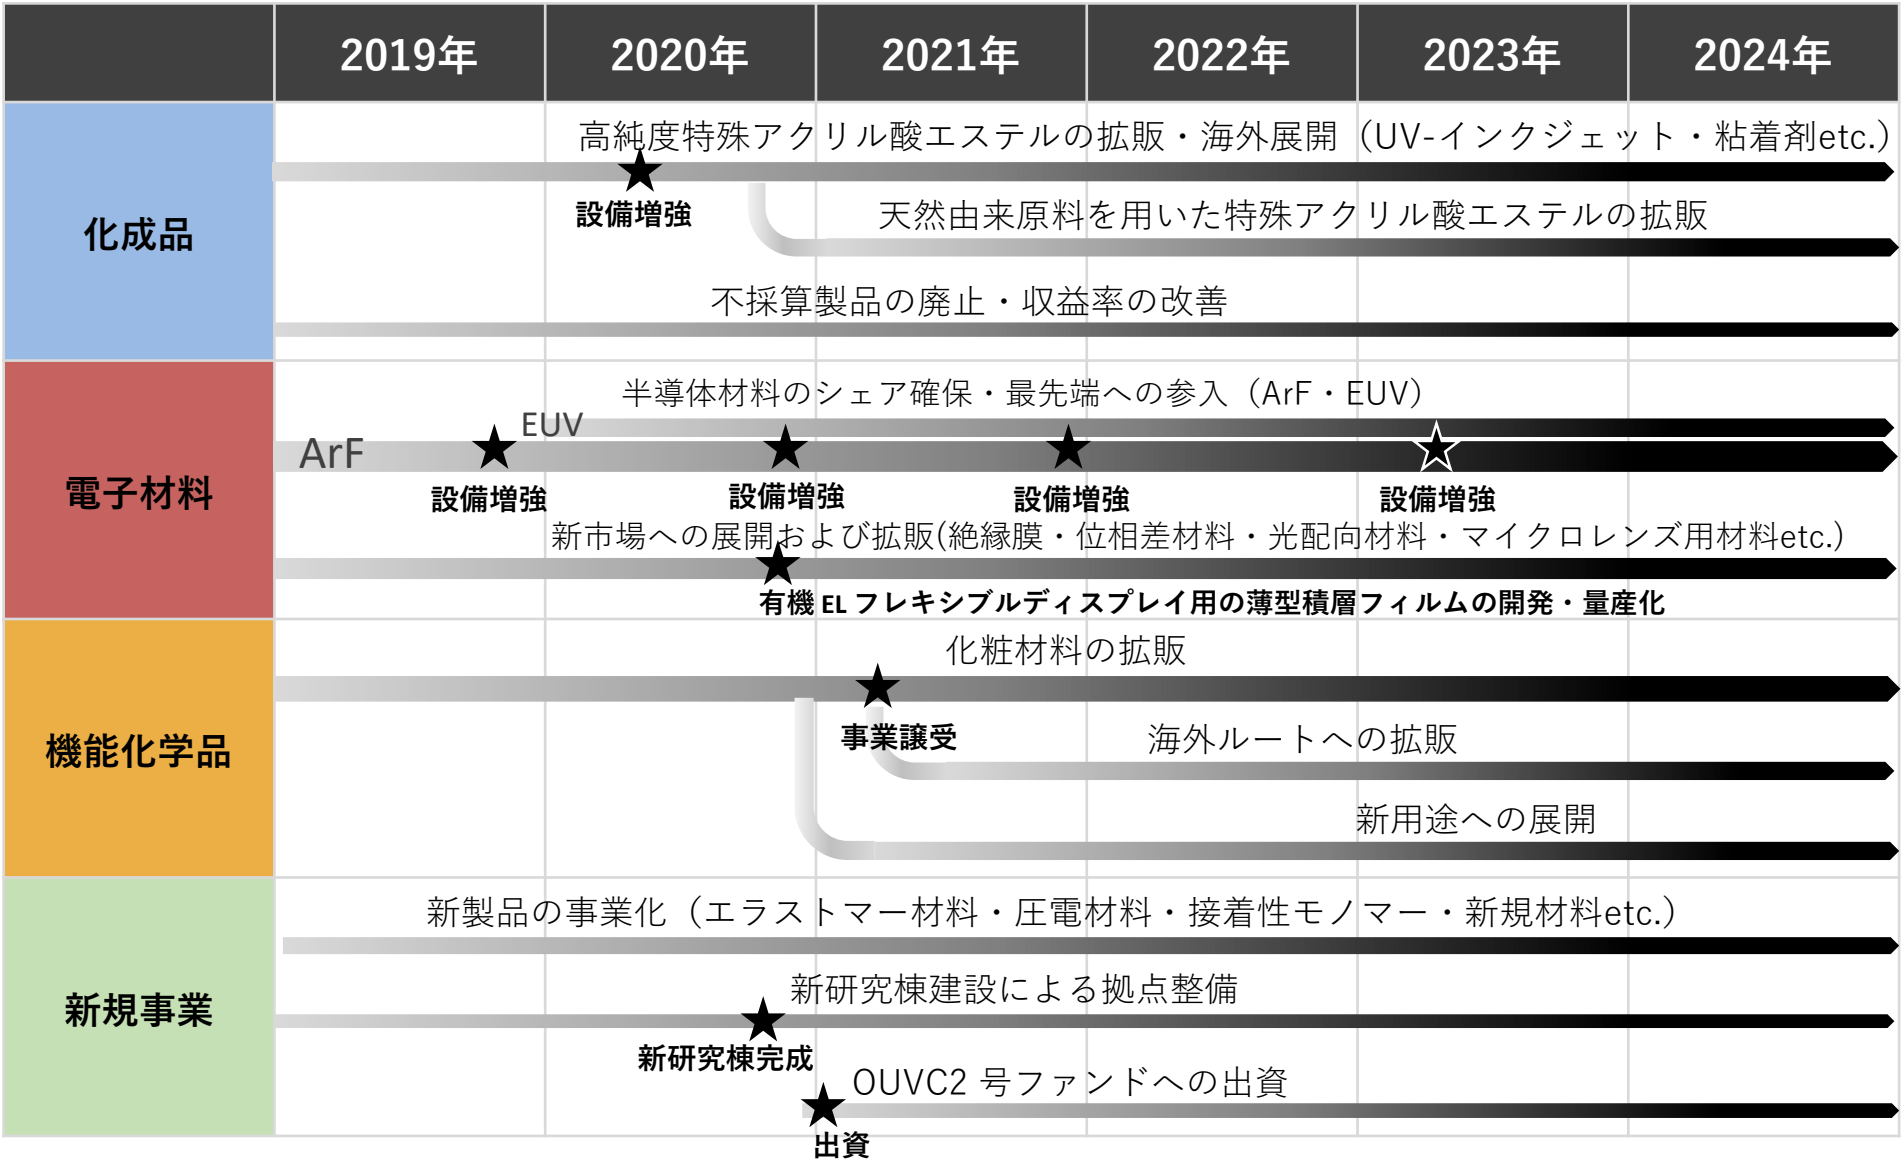 2019年 2020年 2021年 2022年 2023年 2024年
化成品
高純度特殊アクリル酸エステルの拡販・海外展開（UV-インクジェット・粘着剤etc.）
設備増強
天然由来原料を用いた特殊アクリル酸エステルの拡販
不採算製品の廃止・収益率の改善
電子材料
半導体材料のシェア確保・最先端への参入（ArF・EUV）
EUV
ArF
設備増強 設備増強 設備増強 設備増強
新市場への展開および拡販(絶縁膜・位相差材料・光配向材料・マイクロレンズ用材料etc.)
有機 EL フレキシブルディスプレイ用の薄型積層フィルムの開発・量産化
機能化学品
化粧材料の拡販
事業譲受
海外ルートへの拡販
新用途への展開
新規事業
新製品の事業化（エラストマー材料・圧電材料・接着性モノマー・新規材料etc.）
新研究棟建設による拠点整備
新研究棟完成
OUVC2 号ファンドへの出資
出資